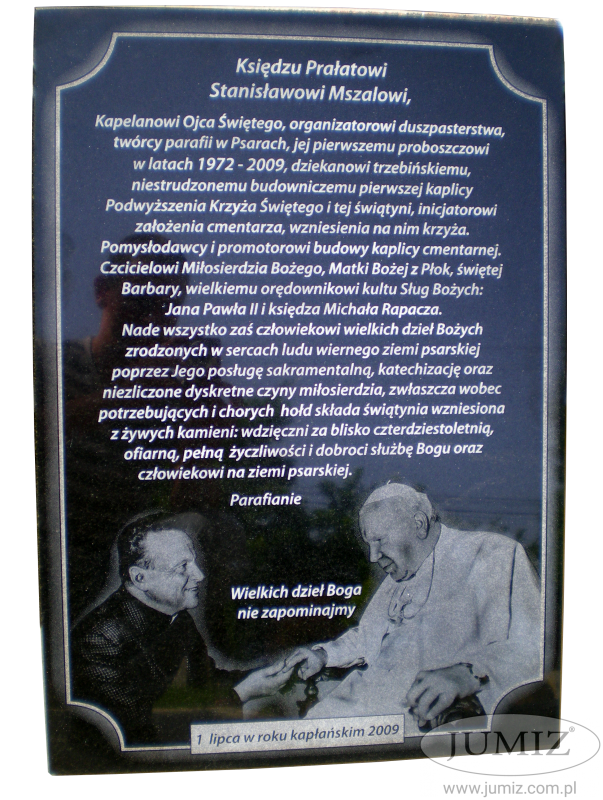 Księdzu Prałatowi
Stanisławowi Mszalowi,
Kapelanowi Ojca Świętego, organizatorowi duszpasterstwa,
twórcy parafii w Psarach, jej pierwszemu proboszczowi
w latach 1972 - 2009, dziekanowi trzebińskiemu,
niestrudzonemu budowniczemu pierwszej kaplicy
Podwyższenia Krzyża Świętego i tej świątyni, inicjatorowi
założenia cmentarza, wzniesienia na nim krzyża.
Pomysłodawcy i promotorowi budowy kaplicy cmentarnej.
Czcicielowi Miłosierdzia Bożego, Matki Bożej z Płok, świętej
Barbary, wielkiemu orędownikowi kultu Sług Bożych:
Jana Pawła II i księdza Michała Rapacza.
Nade wszystko zaś człowiekowi wielkich dzieł Bożych
zrodzonych w sercach ludu wiernego ziemi psarskiej
poprzez Jego posługę sakramentalną, katechizację oraz
niezliczone dyskretne czyny miłosierdzia, zwłaszcza wobec
potrzebujących i chorych hołd składa świątynia wzniesiona
z żywych kamieni: wdzięczni za blisko czterdziestoletnią,
ofiarną, pełną życzliwości i dobroci służbę Bogu oraz
człowiekowi na ziemi psarskiej.
Parafianie
Wielkich dzieł Boga
nie zapominajmy
1 lipca w roku kapłańskim 2009
JUMIZ®
www.jumiz.com.pl